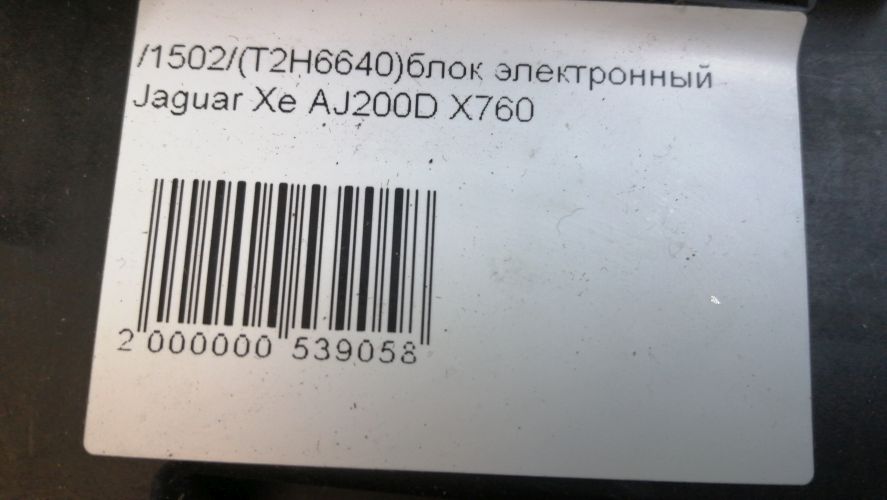 /1502/(T2H6640)блок электронный
Jaguar Xe AJ200D X760
2 000000 539058